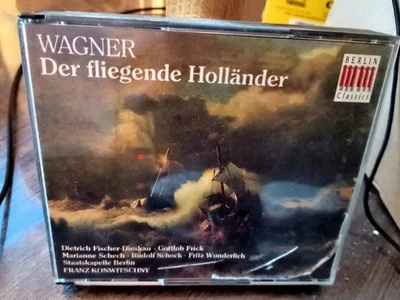 WAGNER
Der fliegende Holländer
BERLIN
Classics
Dietrich Fischer-Dieskau · Gottlob Frick
Marianne Schech · Rudolf Schock · Fritz Wunderlich
Staatskapelle Berlin
FRANZ KONWITSCHNY